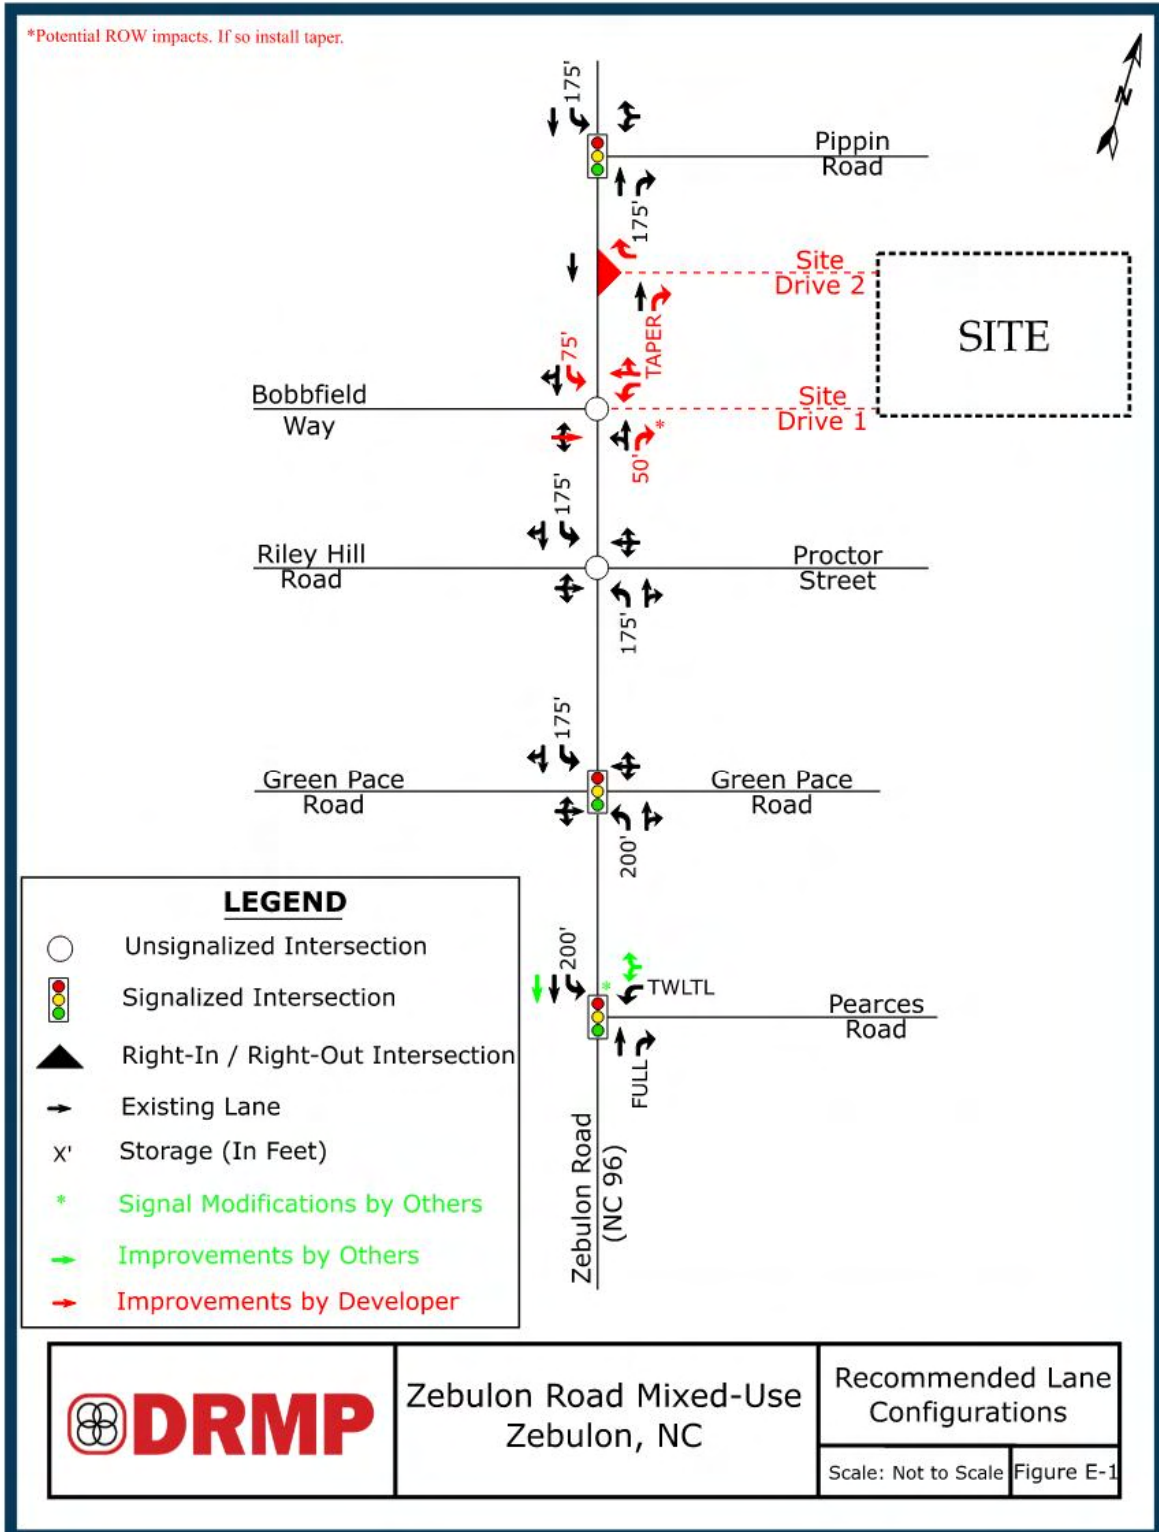 *Potential ROW impacts. If so install taper.
175'
N
Pippin
Road
175'
Site
Drive 2
TAPER
SITE
75'
Bobbfield
Way
Site
Drive 1
*
50'
175'
Riley Hill
Road
Proctor
Street
175'
175'
Green Pace
Road
Green Pace
Road
200'
200'
*
TWLTL
Pearces
Road
FULL
Zebulon Road
(NC 96)
LEGEND
Unsignalized Intersection
Signalized Intersection
Right-In / Right-Out Intersection
Existing Lane
X' Storage (In Feet)
* Signal Modifications by Others
Improvements by Others
Improvements by Developer
DRMP
Zebulon Road Mixed-Use
Zebulon, NC
Recommended Lane
Configurations
Scale: Not to Scale
Figure E-1